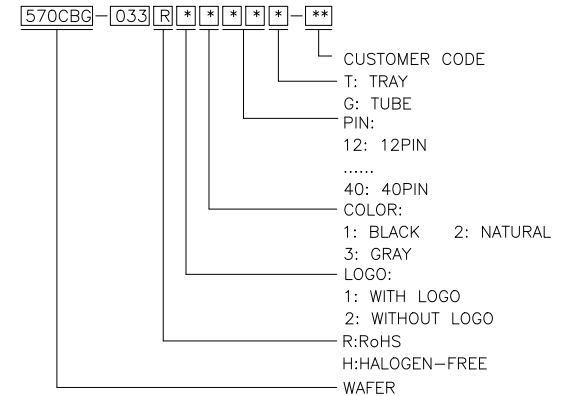 570CBG-033 R * * * * *-**
CUSTOMER CODE
T: TRAY
G: TUBE
PIN:
12: 12PIN
......
40: 40PIN
COLOR:
1: BLACK 2: NATURAL
3: GRAY
LOGO:
1: WITH LOGO
2: WITHOUT LOGO
R:RoHS
H:HALOGEN-FREE
WAFER